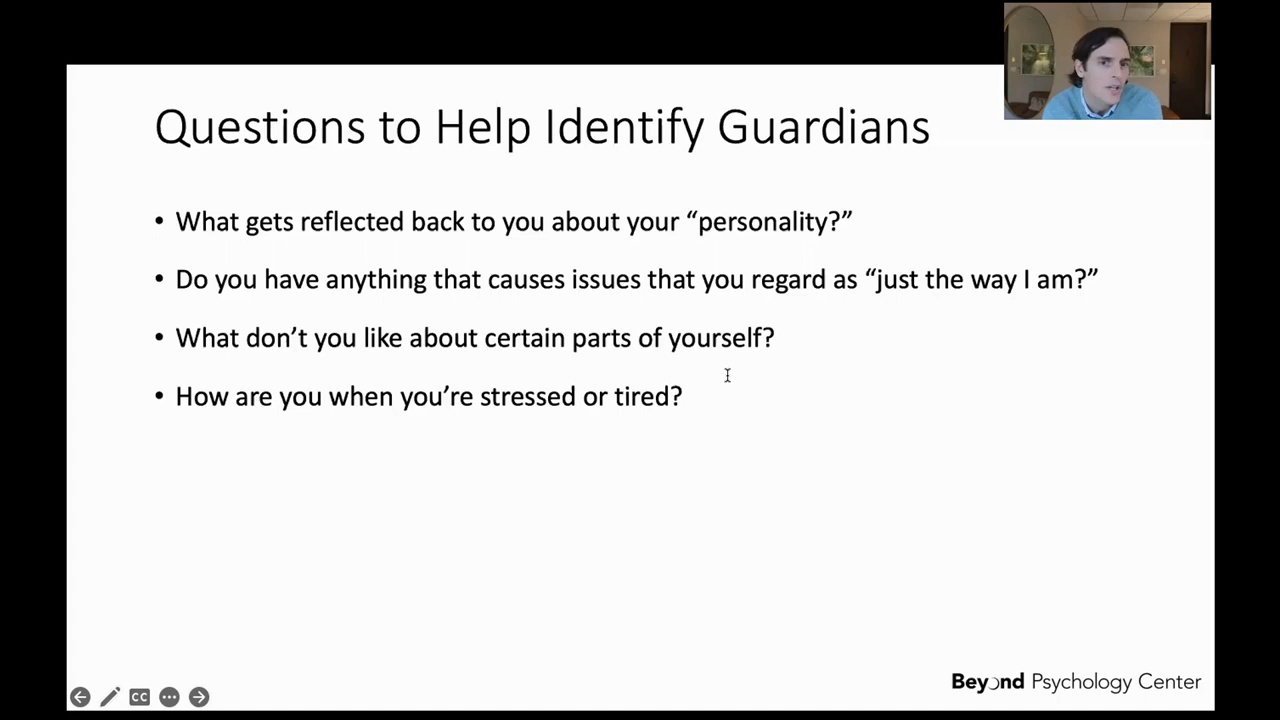 Questions to Help Identify Guardians
• What gets reflected back to you about your “personality?”
• Do you have anything that causes issues that you regard as “just the way I am?”
• What don’t you like about certain parts of yourself?
• How are you when you’re stressed or tired?
CC
Beyond Psychology Center